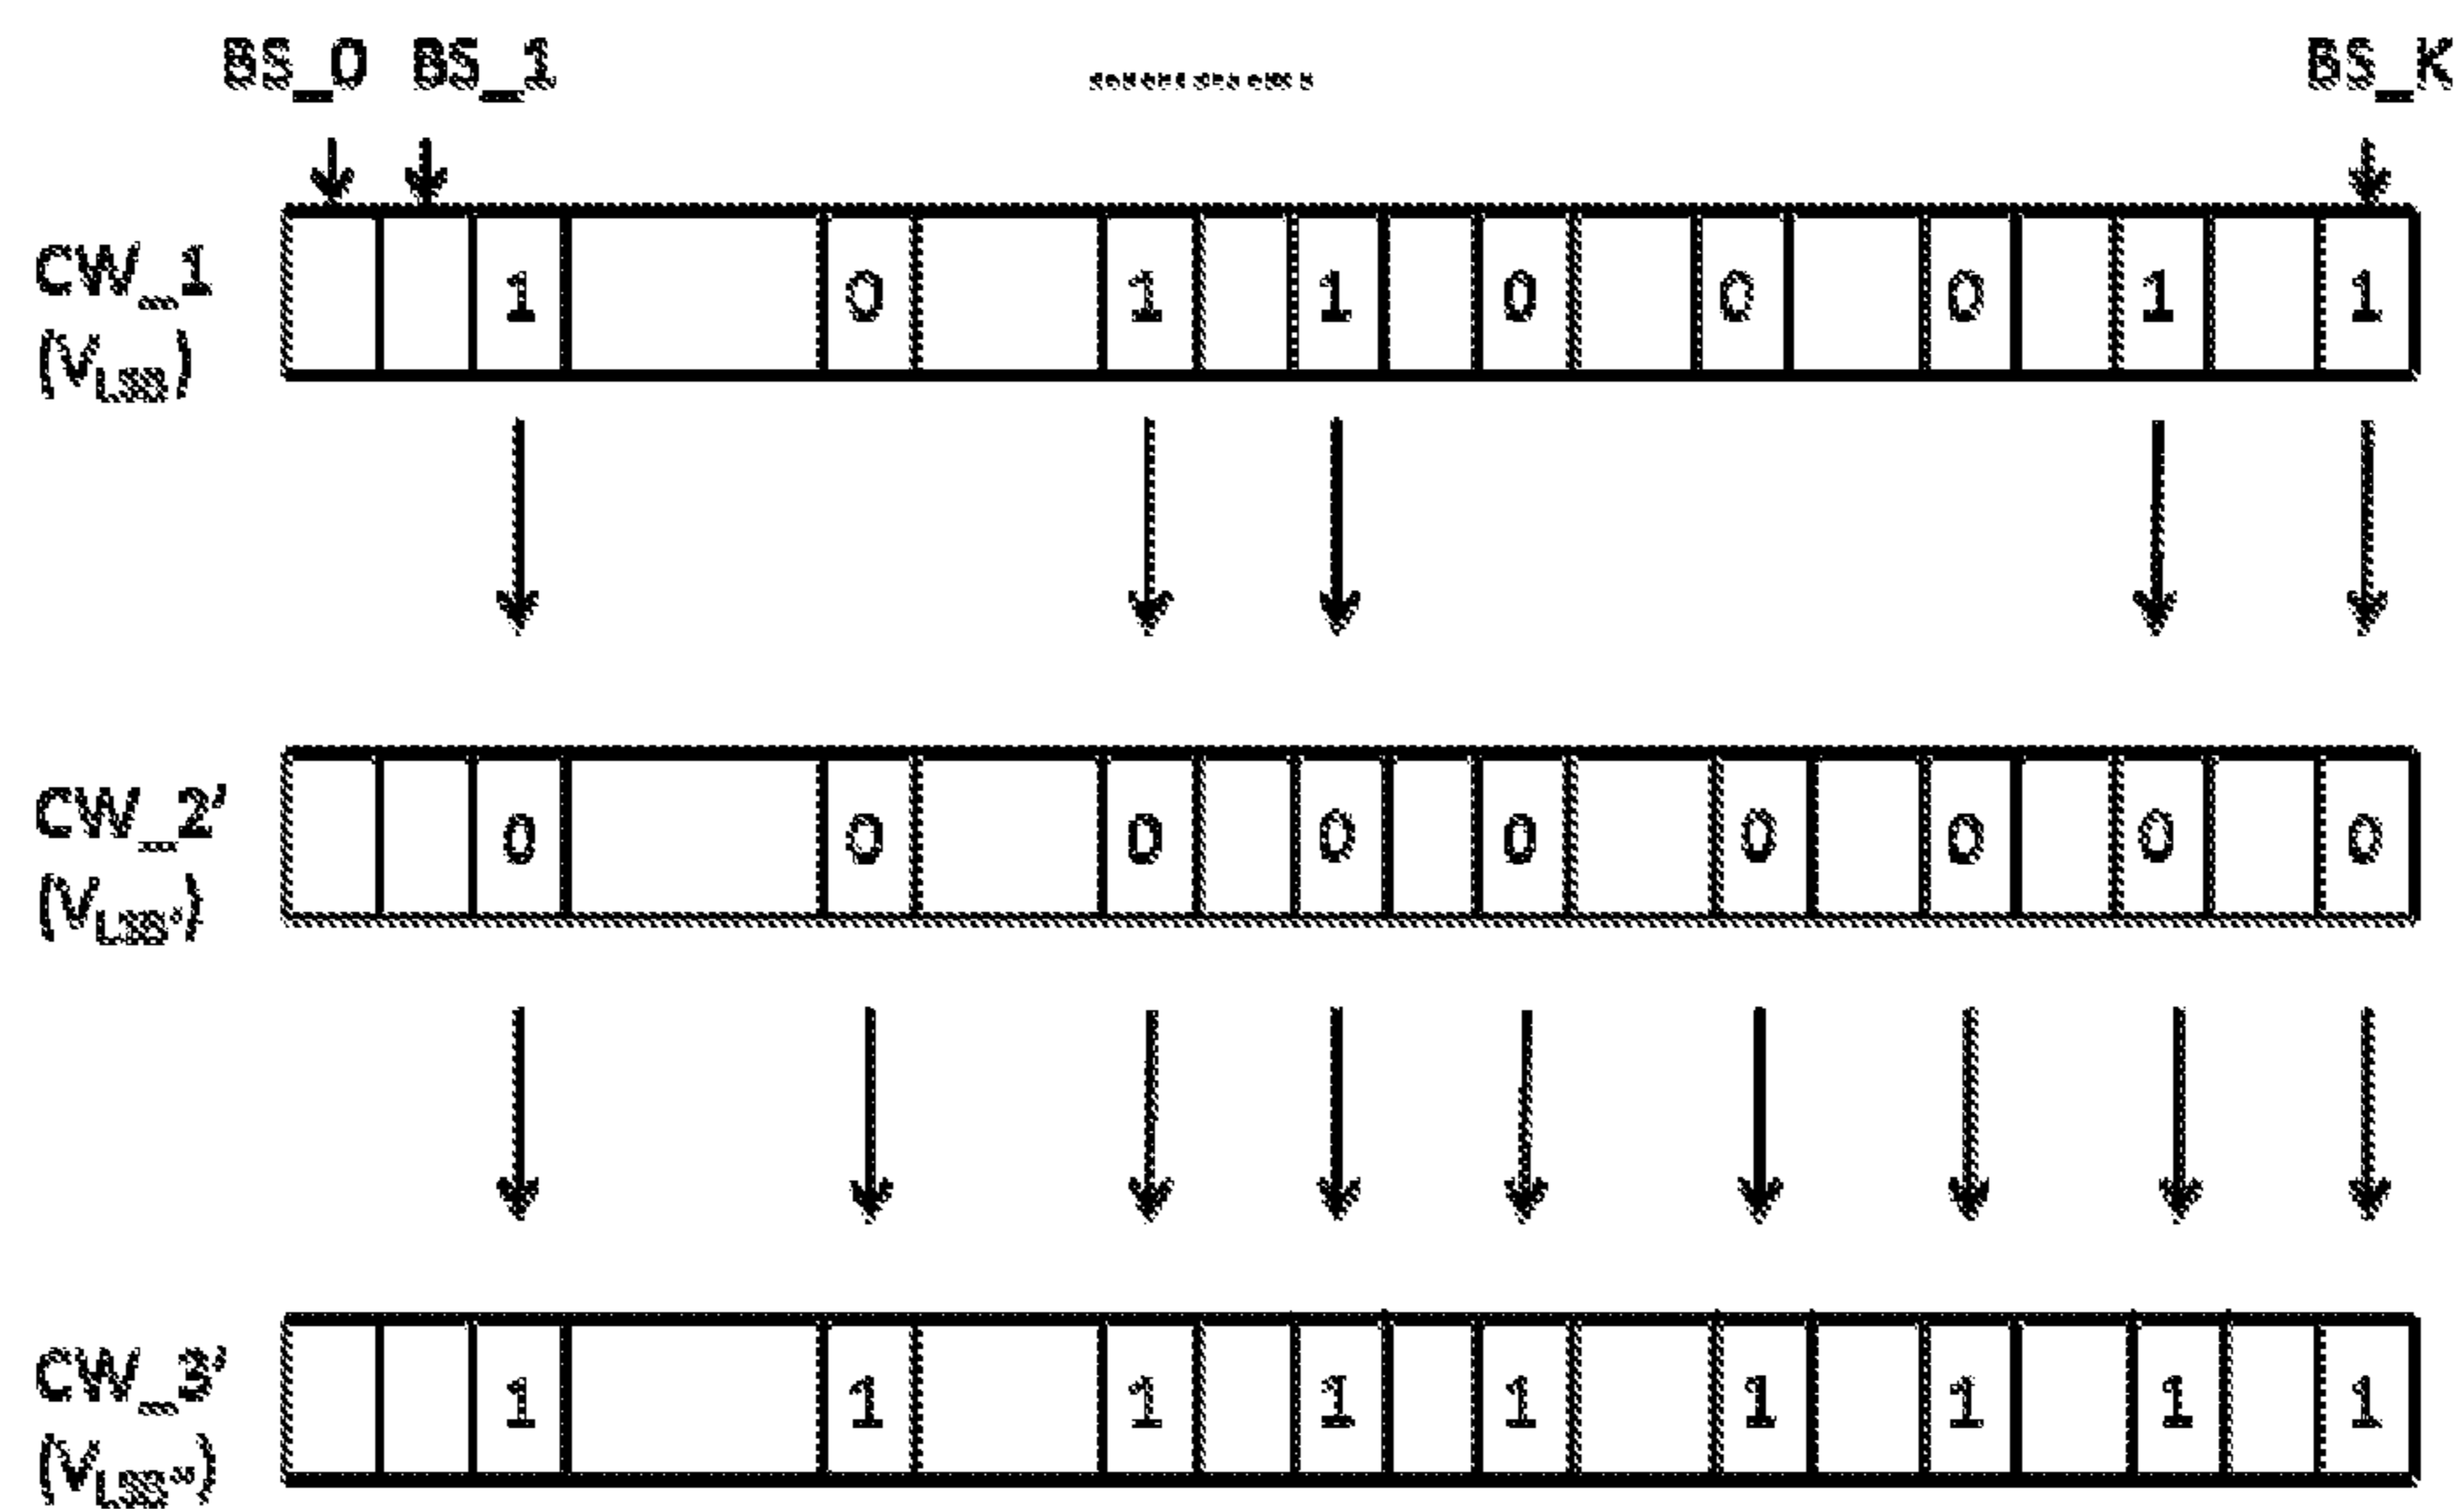 BS_0 BS_1 ............ BS_K
CW_1 1 0 1 1 0 0 0 1 1
CW_2' 0 0 0 0 0 0 0 0 0
CW_3' 1 1 1 1 1 1 1 1 1